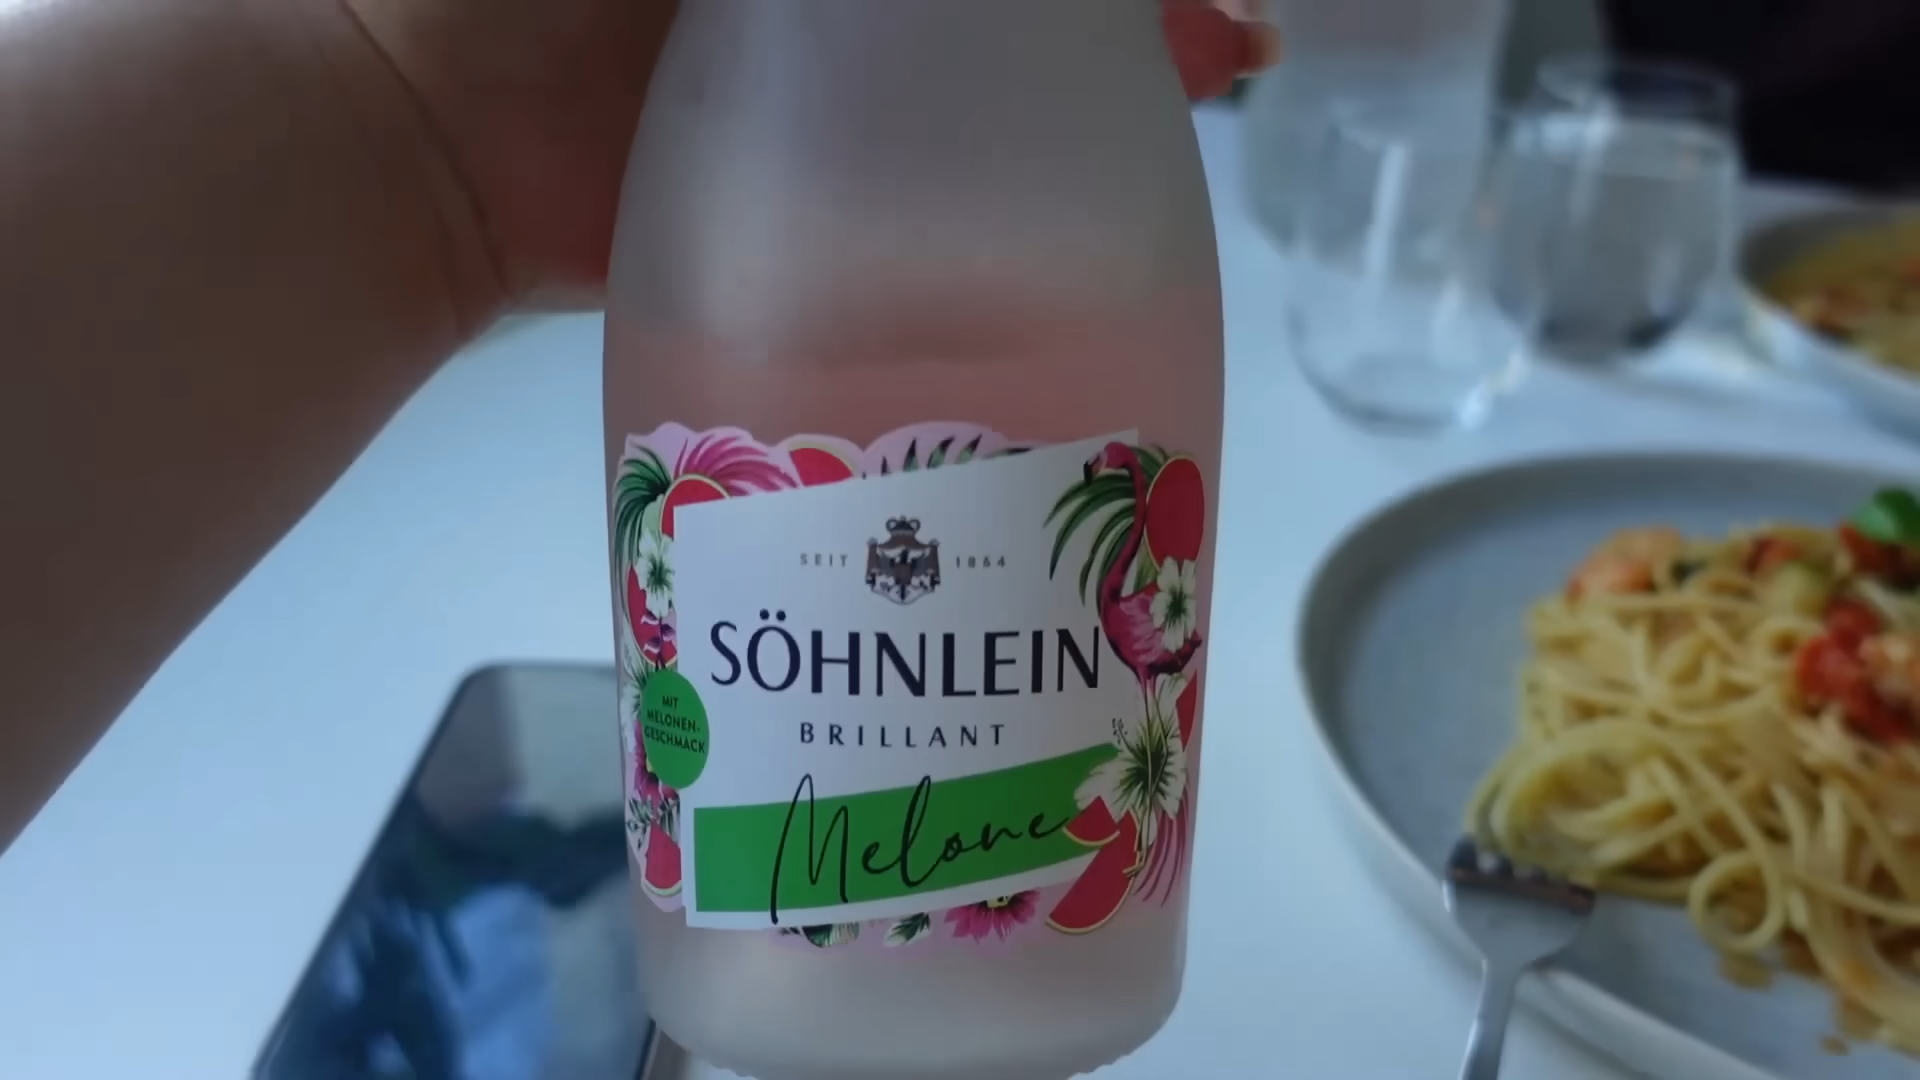 SEIT 1864
SÖHNLEIN
BRILLANT
Melone
MIT
MELONEN-
GESCHMACK